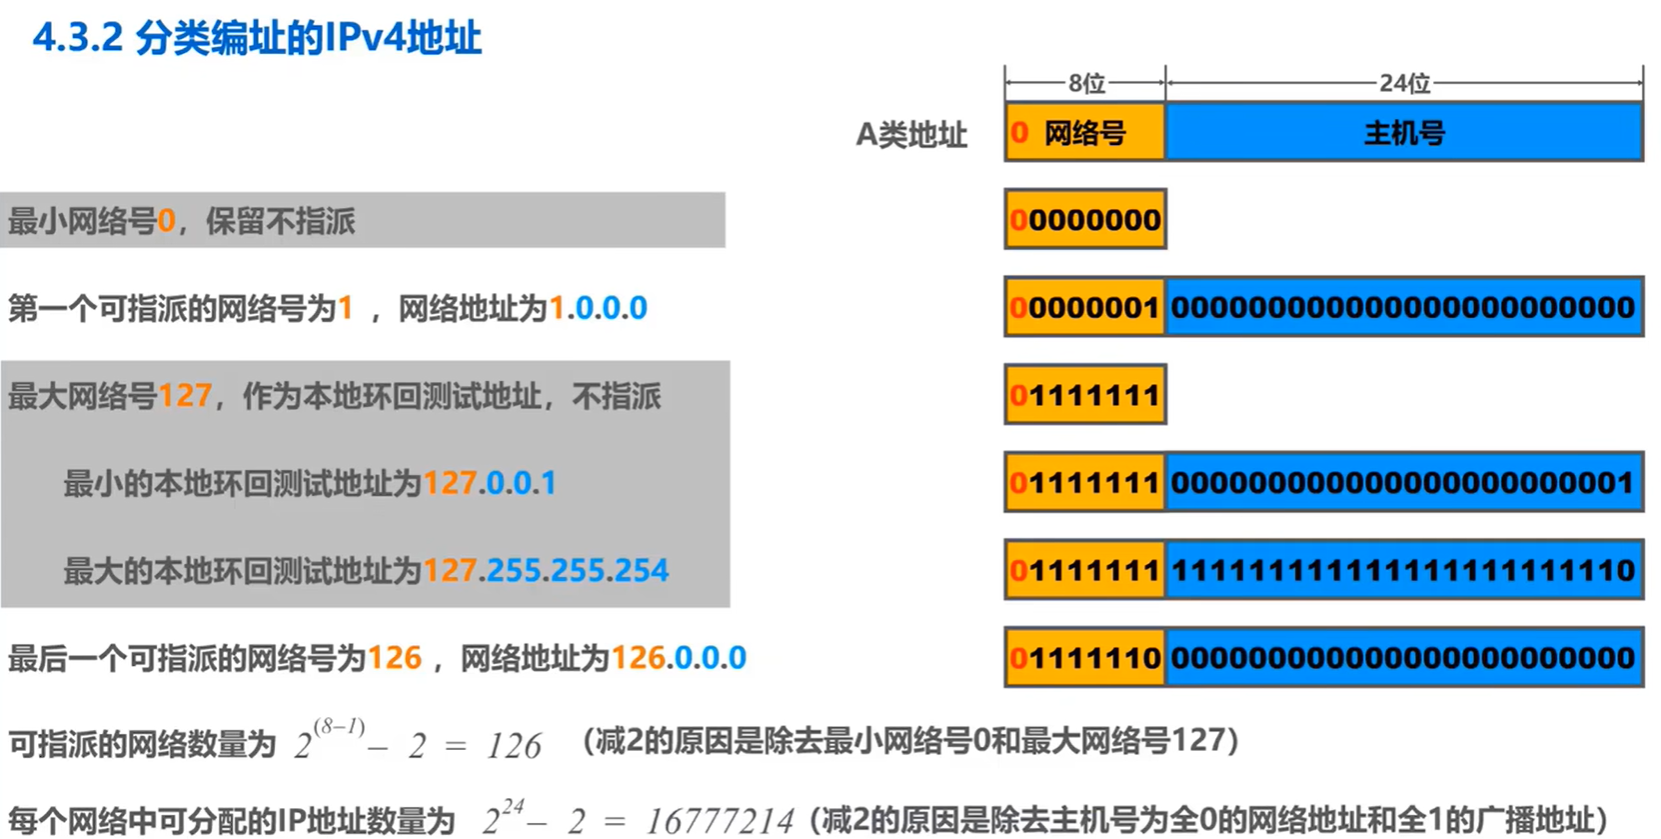 4.3.2 分类编址的IPv4地址
8位 24位
A类地址 0 网络号 主机号
最小网络号0，保留不指派 00000000
第一个可指派的网络号为1 ，网络地址为1.0.0.0 00000001 000000000000000000000000
最大网络号127，作为本地环回测试地址，不指派 01111111
最小的本地环回测试地址为127.0.0.1 01111111 000000000000000000000001
最大的本地环回测试地址为127.255.255.254 01111111 111111111111111111111110
最后一个可指派的网络号为126 ，网络地址为126.0.0.0 01111110 000000000000000000000000
可指派的网络数量为 2^(8−1) − 2 = 126 （减2的原因是除去最小网络号0和最大网络号127）
每个网络中可分配的IP地址数量为 2^24 − 2 = 16777214（减2的原因是除去主机号为全0的网络地址和全1的广播地址）